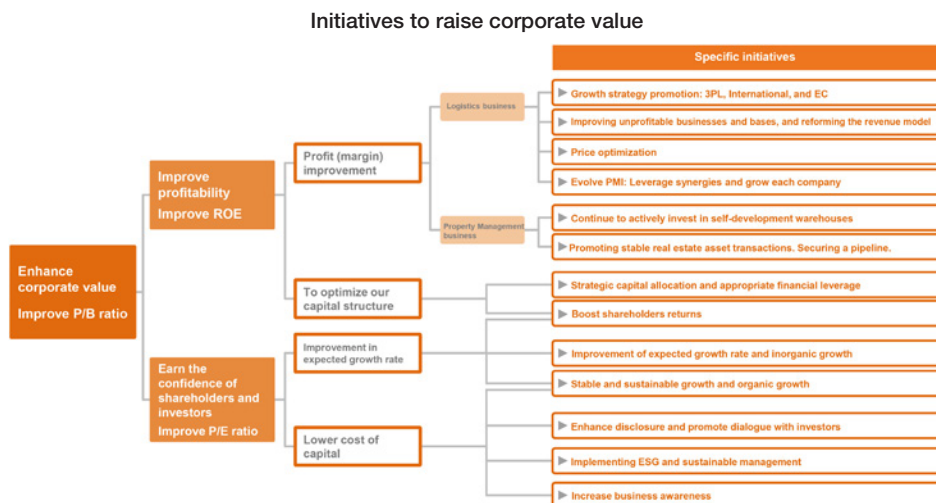 Initiatives to raise corporate value
Specific initiatives
Enhance
corporate value
Improve P/B ratio
Improve
profitability
Improve ROE
Earn the
confidence of
shareholders and
investors
Improve P/E ratio
Profit (margin)
improvement
To optimize our
capital structure
Improvement in
expected growth rate
Lower cost of
capital
Logistics business
Property Management
business
Growth strategy promotion: 3PL, International, and EC
Improving unprofitable businesses and bases, and reforming the revenue model
Price optimization
Evolve PMI: Leverage synergies and grow each company
Continue to actively invest in self-development warehouses
Promoting stable real estate asset transactions. Securing a pipeline.
Strategic capital allocation and appropriate financial leverage
Boost shareholders returns
Improvement of expected growth rate and inorganic growth
Stable and sustainable growth and organic growth
Enhance disclosure and promote dialogue with investors
Implementing ESG and sustainable management
Increase business awareness